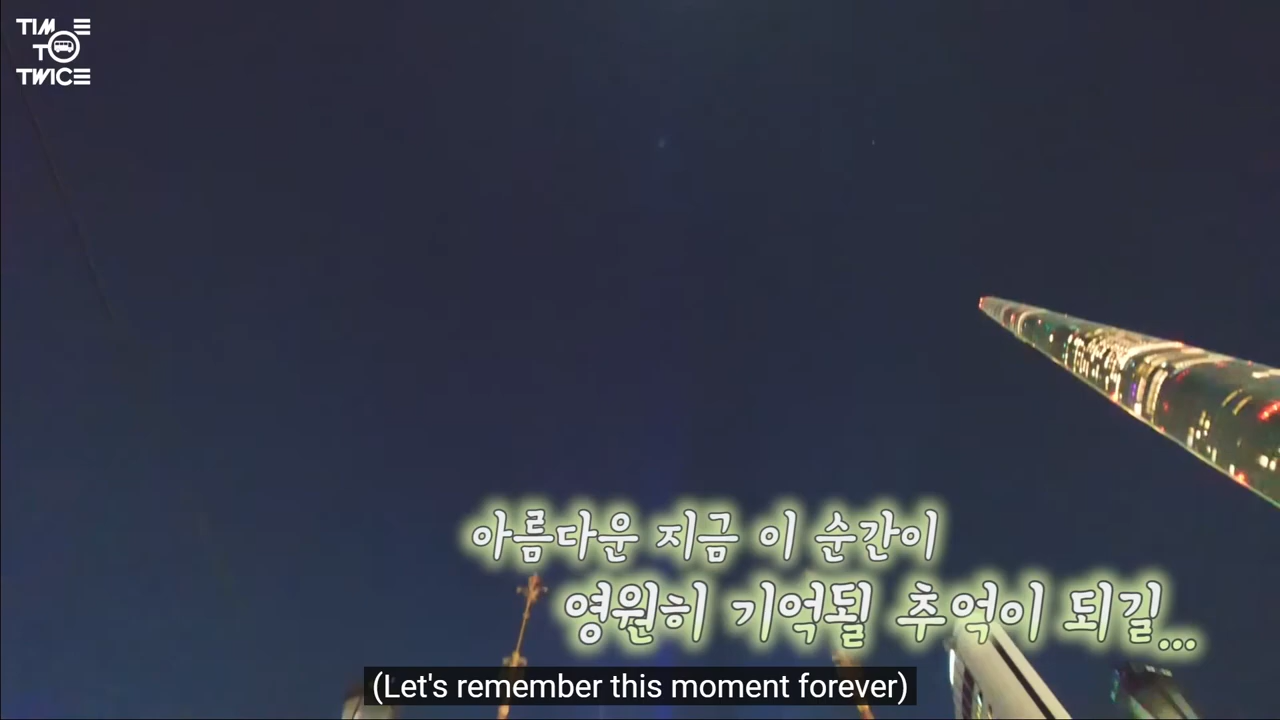 TIME
TO
TWICE
아름다운 지금 이 순간이
영원히 기억될 추억이 되길...
(Let's remember this moment forever)